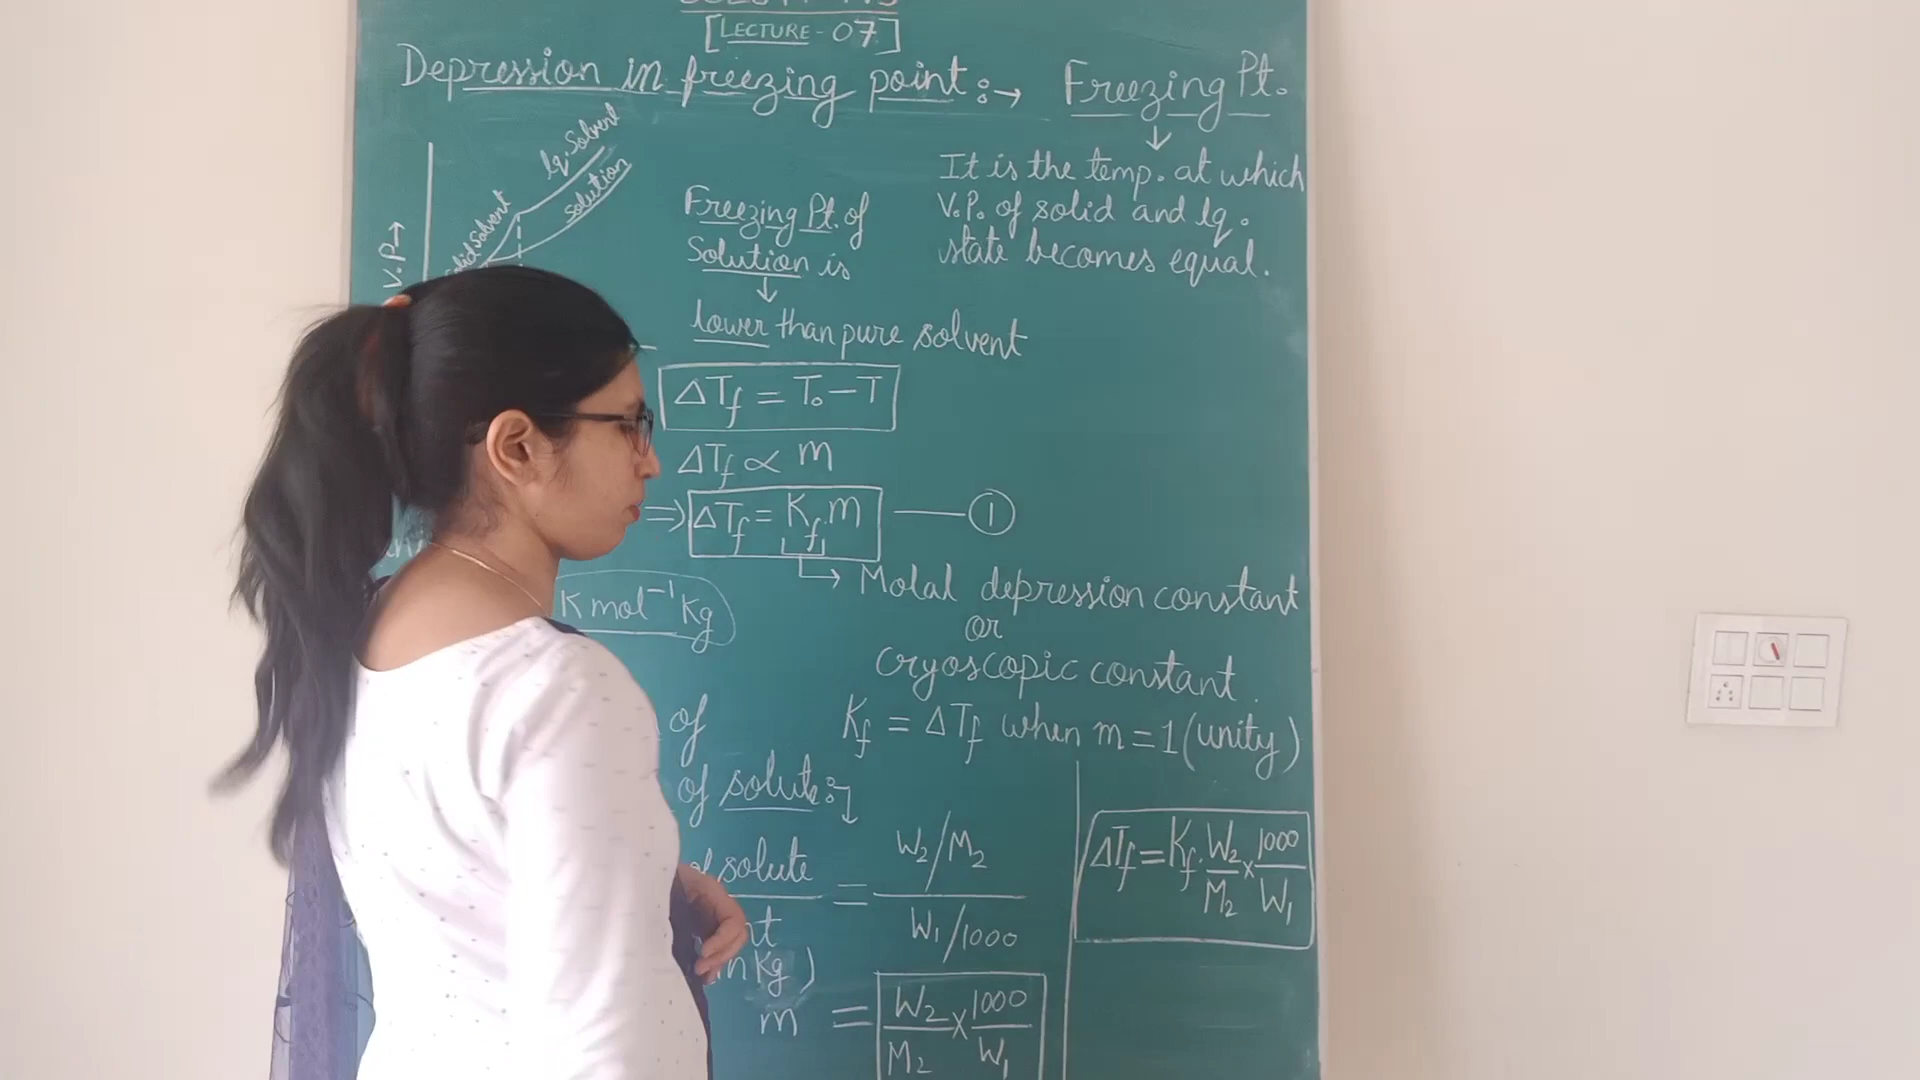 [LECTURE - 07]
Depression in freezing point :→
Freezing Pt.
↓
It is the temp. at which
V.P. of solid and lq.
state becomes equal.
lq. Solvent
solution
Solvent
V.P→
Freezing Pt. of
Solution is
↓
lower than pure solvent
ΔTf = T₀ – T
ΔTf ∝ m
⇒ ΔTf = Kf . m —— ①
→ Molal depression constant
or
cryoscopic constant.
K mol⁻¹ Kg
Kf = ΔTf when m = 1 (unity)
of
of solute :↴
of solute = W₂/M₂
W₁/1000
Kg)
m = W₂/M₂ × 1000/W₁
ΔTf = Kf . W₂/M₂ × 1000/W₁